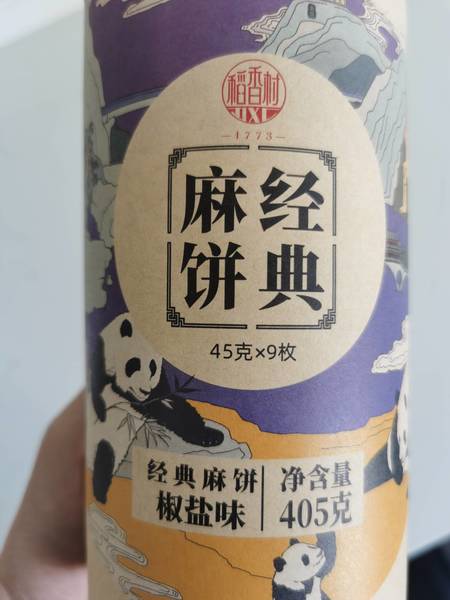 稻香村
DXC
1773
经典
麻饼
45克×9枚
经典麻饼
椒盐味
净含量
405克